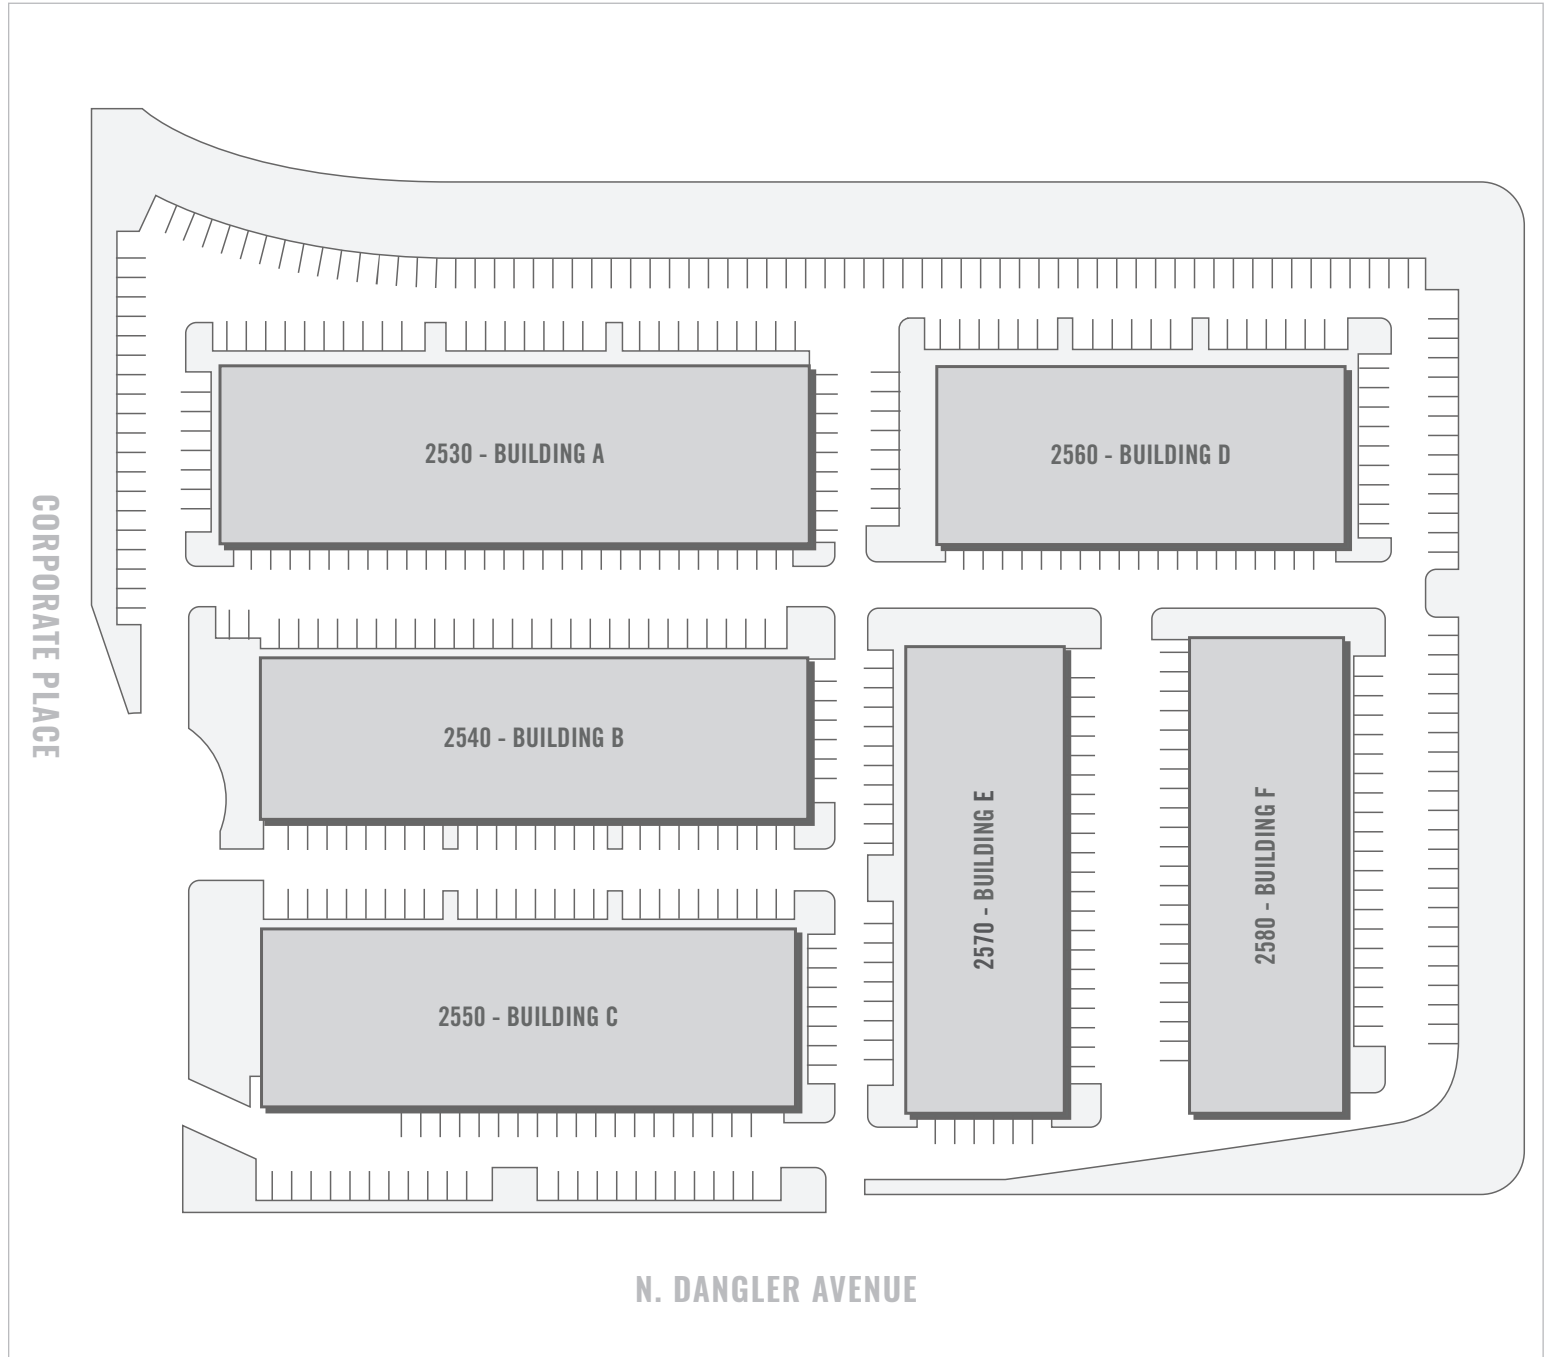 2530 - BUILDING A
2560 - BUILDING D
CORPORATE PLACE
2540 - BUILDING B
2570 - BUILDING E
2580 - BUILDING F
2550 - BUILDING C
N. DANGLER AVENUE